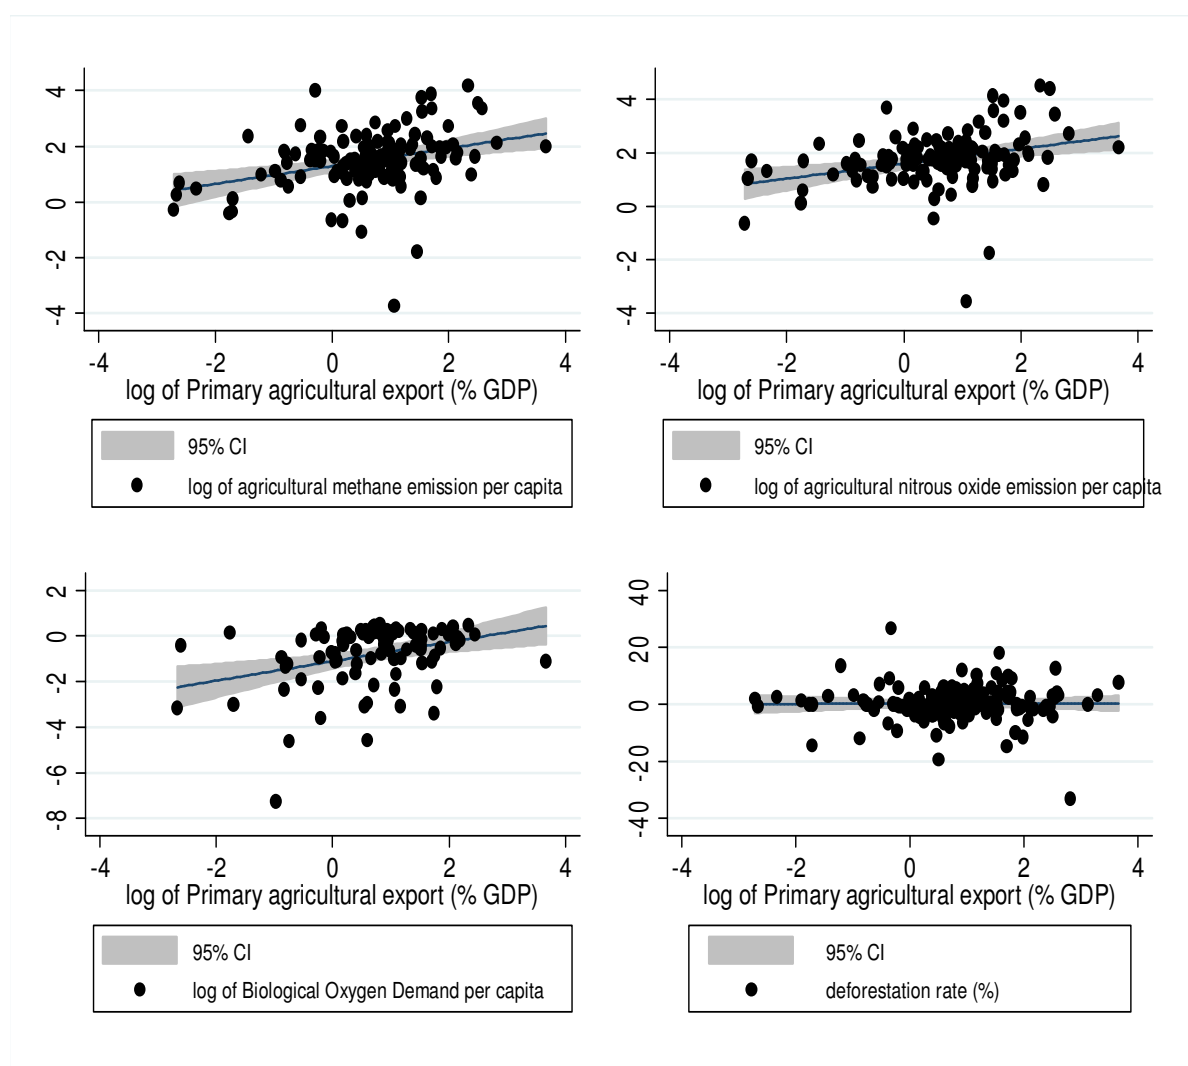 4
2
0
-2
-4
-4 -2 0 2 4
log of Primary agricultural export (% GDP)
95% CI
log of agricultural methane emission per capita
4
2
0
-2
-4
-4 -2 0 2 4
log of Primary agricultural export (% GDP)
95% CI
log of agricultural nitrous oxide emission per capita
2
0
-2
-4
-6
-8
-4 -2 0 2 4
log of Primary agricultural export (% GDP)
95% CI
log of Biological Oxygen Demand per capita
40
20
0
-20
-40
-4 -2 0 2 4
log of Primary agricultural export (% GDP)
95% CI
deforestation rate (%)